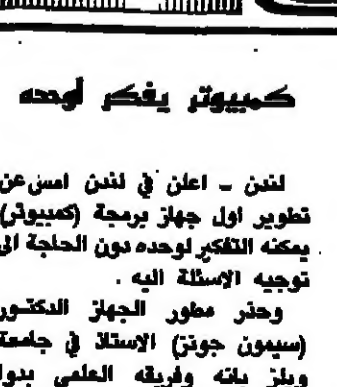 كمبيوتر يفكر لوحده
لندن ـ اعلن في لندن امس عن
تطوير اول جهاز برمجة (كمبيوتر)
يمكنه التفكير لوحده دون الحاجة الى
توجيه الاسئلة اليه .
وحذر مطور الجهاز الدكتور
(سيمون جونز) الاستاذ في جامعة
ويلز بانه وفريقه العلمي بدوا